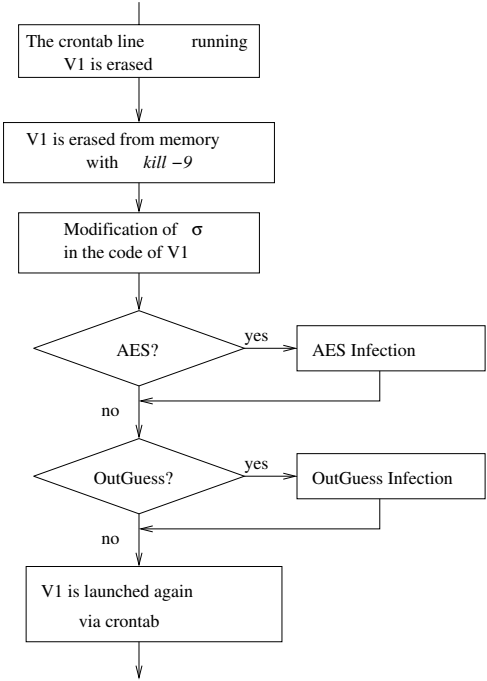 The crontab line running
V1 is erased
V1 is erased from memory
with kill −9
Modification of σ
in the code of V1
AES?
yes
AES Infection
no
OutGuess?
yes
OutGuess Infection
no
V1 is launched again
via crontab